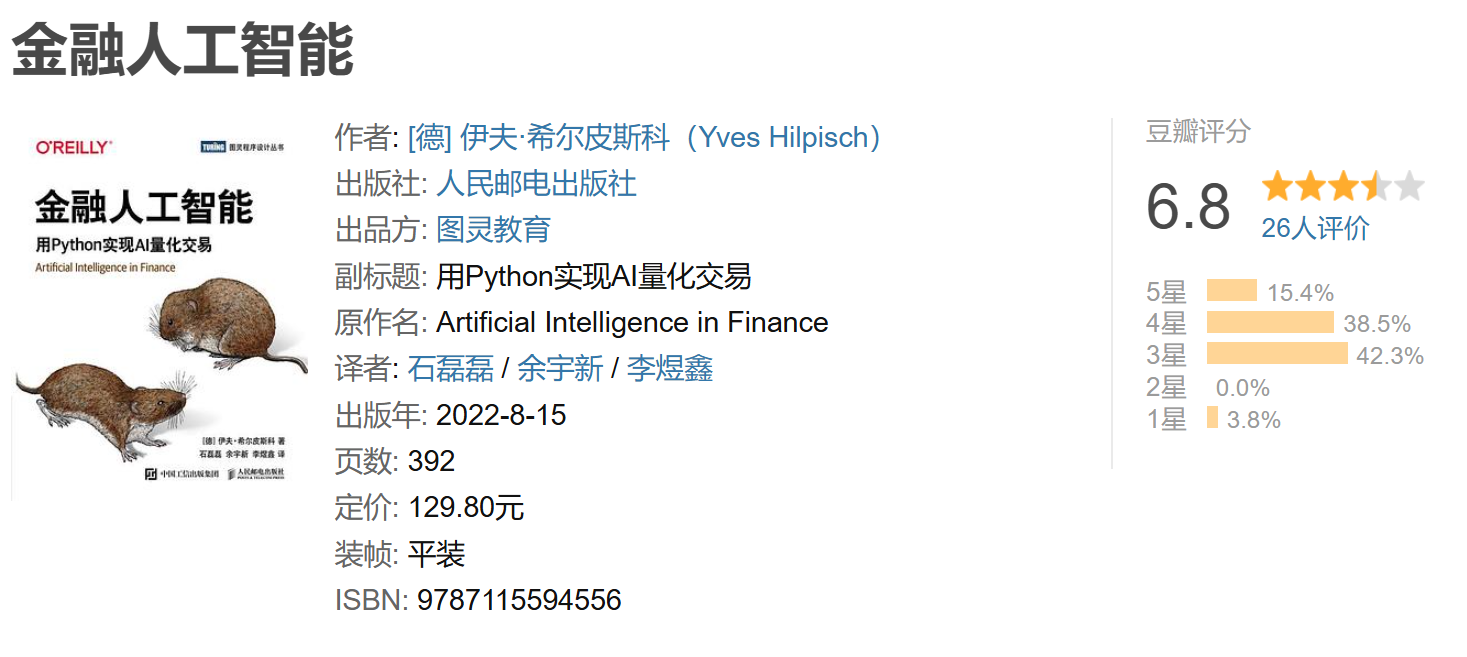 金融人工智能
O'REILLY®
TURING 图灵程序设计丛书
金融人工智能
用Python实现AI量化交易
Artificial Intelligence in Finance
[德] 伊夫·希尔皮斯科 著
石磊磊 余宇新 李煜鑫 译
中国工信出版集团 人民邮电出版社
POSTS & TELECOM PRESS
作者: [德] 伊夫·希尔皮斯科（Yves Hilpisch）
出版社: 人民邮电出版社
出品方: 图灵教育
副标题: 用Python实现AI量化交易
原作名: Artificial Intelligence in Finance
译者: 石磊磊 / 余宇新 / 李煜鑫
出版年: 2022-8-15
页数: 392
定价: 129.80元
装帧: 平装
ISBN: 9787115594556
豆瓣评分
6.8
26人评价
5星 15.4%
4星 38.5%
3星 42.3%
2星 0.0%
1星 3.8%